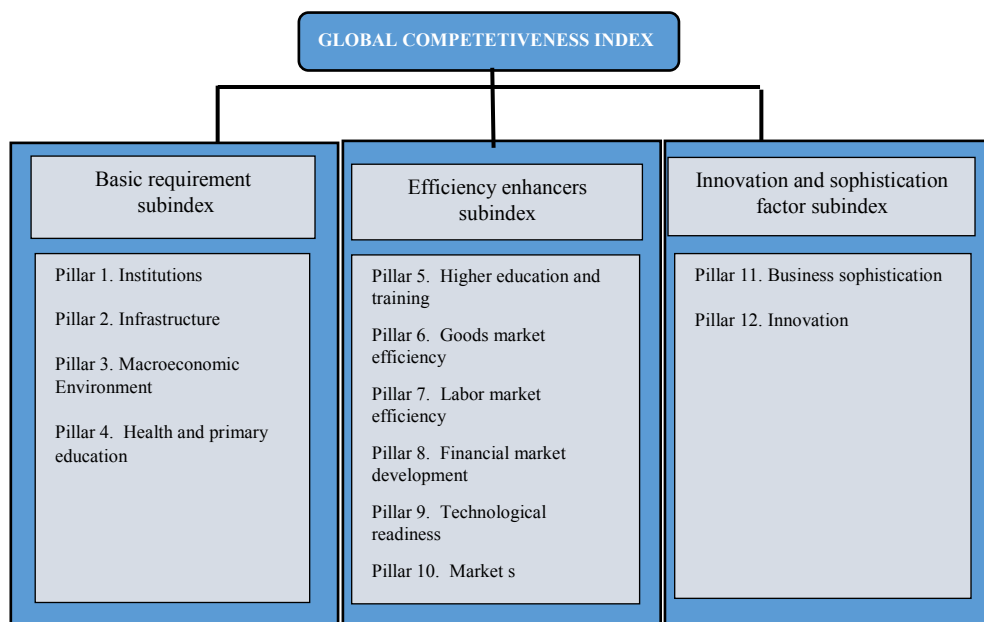 GLOBAL COMPETETIVENESS INDEX
Basic requirement
subindex
Pillar 1. Institutions
Pillar 2. Infrastructure
Pillar 3. Macroeconomic
Environment
Pillar 4. Health and primary
education
Efficiency enhancers
subindex
Pillar 5. Higher education and
training
Pillar 6. Goods market
efficiency
Pillar 7. Labor market
efficiency
Pillar 8. Financial market
development
Pillar 9. Technological
readiness
Pillar 10. Market s
Innovation and sophistication
factor subindex
Pillar 11. Business sophistication
Pillar 12. Innovation